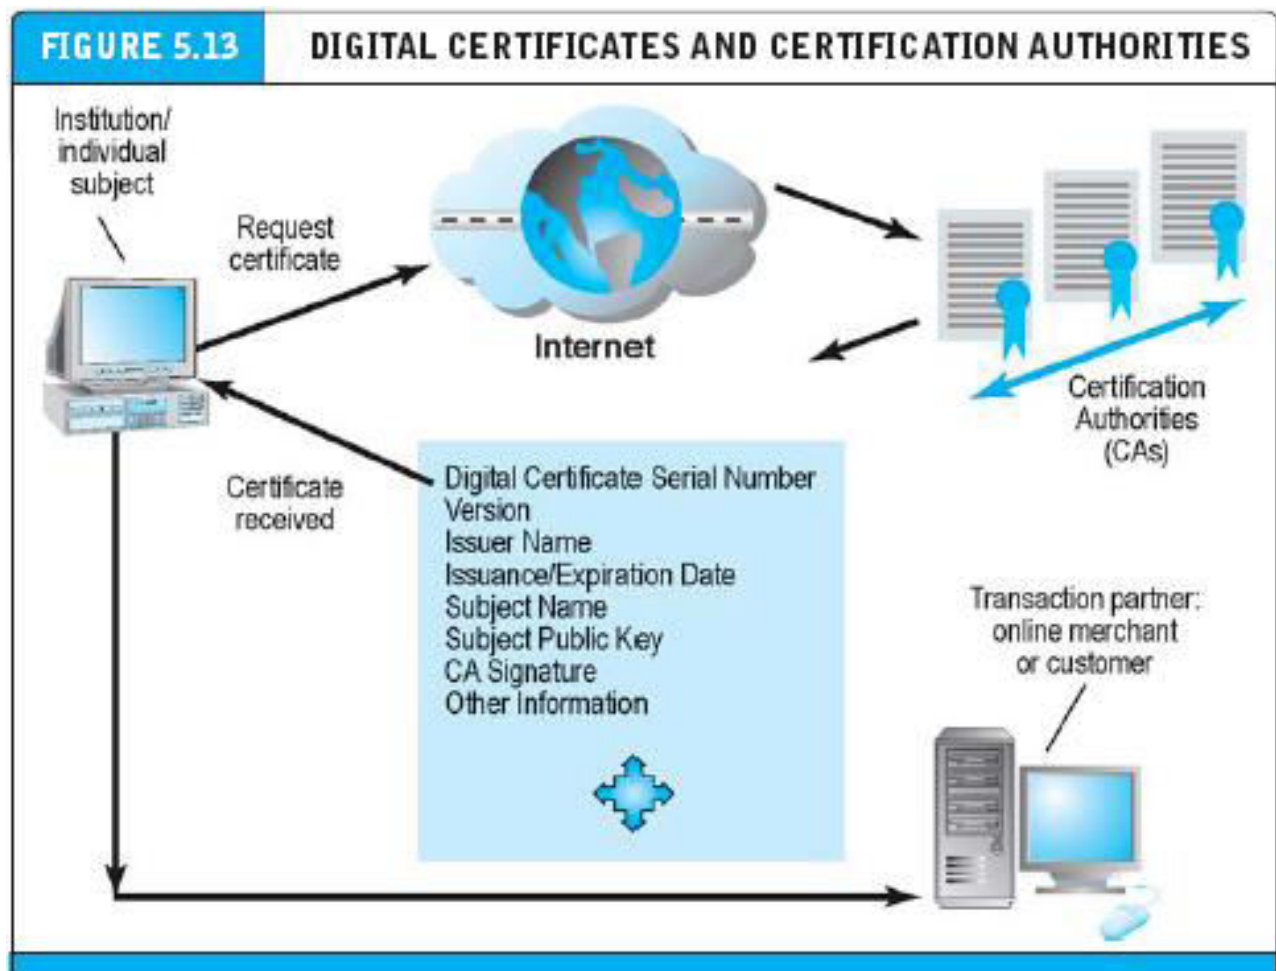 FIGURE 5.13
DIGITAL CERTIFICATES AND CERTIFICATION AUTHORITIES
Institution/
individual
subject
Request
certificate
Internet
Certification
Authorities
(CAs)
Certificate
received
Digital Certificate Serial Number
Version
Issuer Name
Issuance/Expiration Date
Subject Name
Subject Public Key
CA Signature
Other Information
Transaction partner:
online merchant
or customer